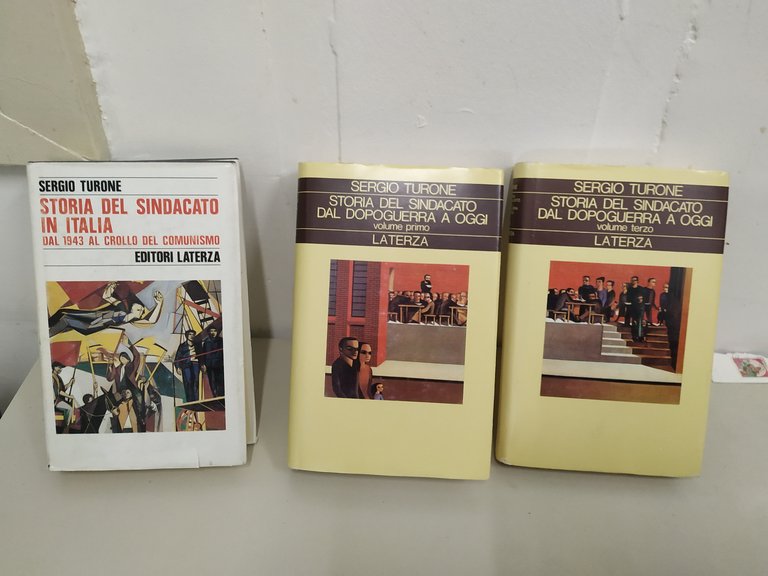 SERGIO TURONE
STORIA DEL SINDACATO
IN ITALIA
DAL 1943 AL CROLLO DEL COMUNISMO
EDITORI LATERZA
SERGIO TURONE
STORIA DEL SINDACATO
DAL DOPOGUERRA A OGGI
volume primo
LATERZA
SERGIO TURONE
STORIA DEL SINDACATO
DAL DOPOGUERRA A OGGI
volume terzo
LATERZA